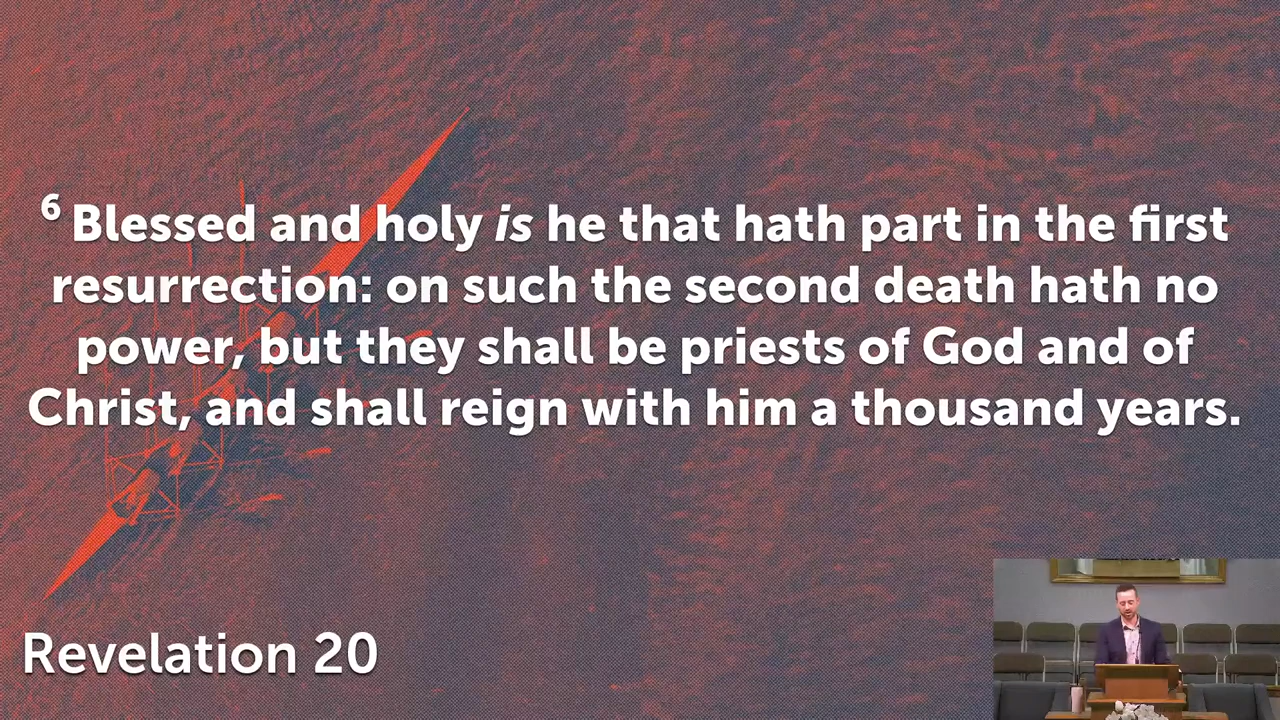 6 Blessed and holy is he that hath part in the first
resurrection: on such the second death hath no
power, but they shall be priests of God and of
Christ, and shall reign with him a thousand years.
Revelation 20